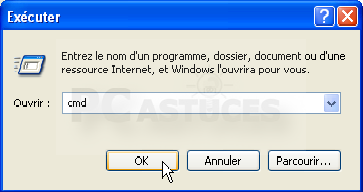 Exécuter
Entrez le nom d'un programme, dossier, document ou d'une
ressource Internet, et Windows l'ouvrira pour vous.
Ouvrir :
cmd
PC ASTUCES
OK
Annuler
Parcourir...